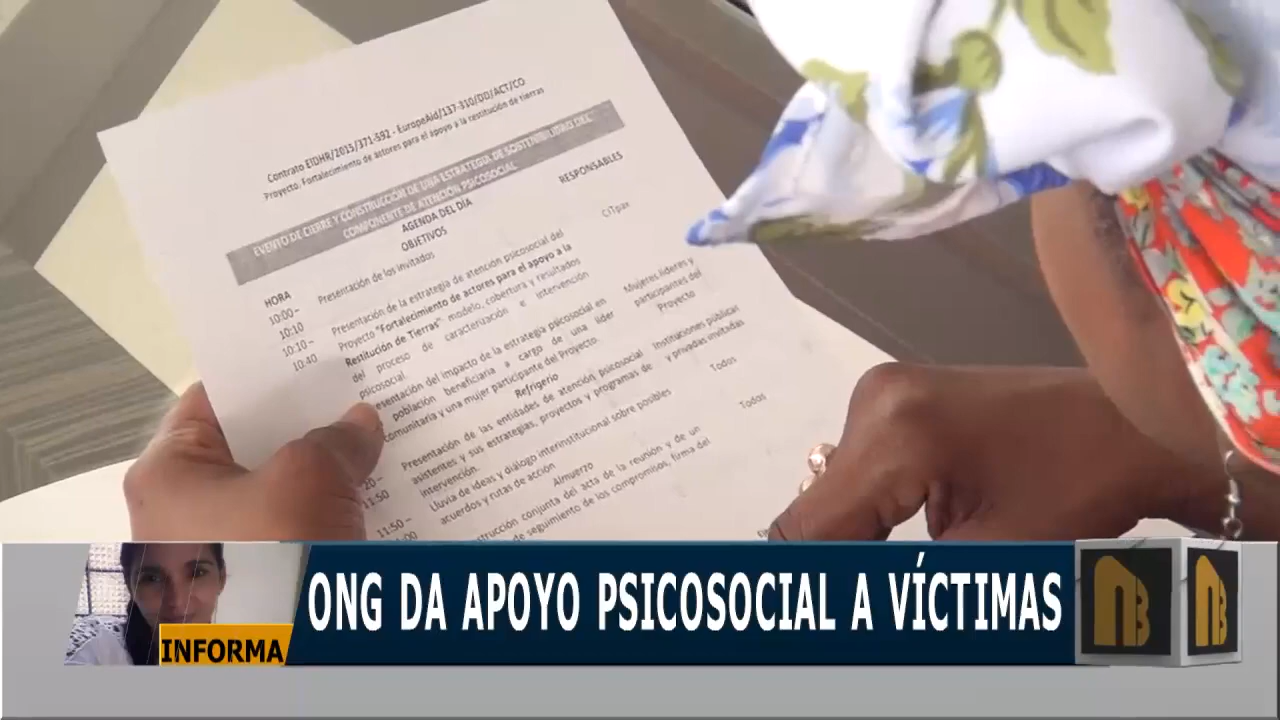 Contrato EIDHR/2015/371-592 - EuropeAid/137-310/DD/ACT/CO
Proyecto: Fortalecimiento de actores para el apoyo a la restitución de tierras
EVENTO DE CIERRE Y CONSTRUCCIÓN DE UNA ESTRATEGIA DE SOSTENIBILIDAD DEL
COMPONENTE DE ATENCIÓN PSICOSOCIAL
AGENDA DEL DÍA
HORA OBJETIVOS RESPONSABLES
10:00 – Presentación de los invitados CITpax
10:10
10:10 – Presentación de la estrategia de atención psicosocial del
10:40 Proyecto "Fortalecimiento de actores para el apoyo a la
Restitución de Tierras" modelo, cobertura y resultados
del proceso de caracterización e intervención
psicosocial.
esentación del impacto de la estrategia psicosocial en Mujeres líderes y
población beneficiaria a cargo de una líder participantes del
comunitaria y una mujer participante del Proyecto. Proyecto
Refrigerio
Presentación de las entidades de atención psicosocial Instituciones públicas
asistentes y sus estrategias, proyectos y programas de y privadas invitadas
intervención.
20 – Lluvia de ideas y diálogo interinstitucional sobre posibles Todos
11:50 acuerdos y rutas de acción
Almuerzo
11:50 – strucción conjunta del acta de la reunión y de un Todos
de seguimiento de los compromisos, firma del
ONG DA APOYO PSICOSOCIAL A VÍCTIMAS
INFORMA
NB
NB